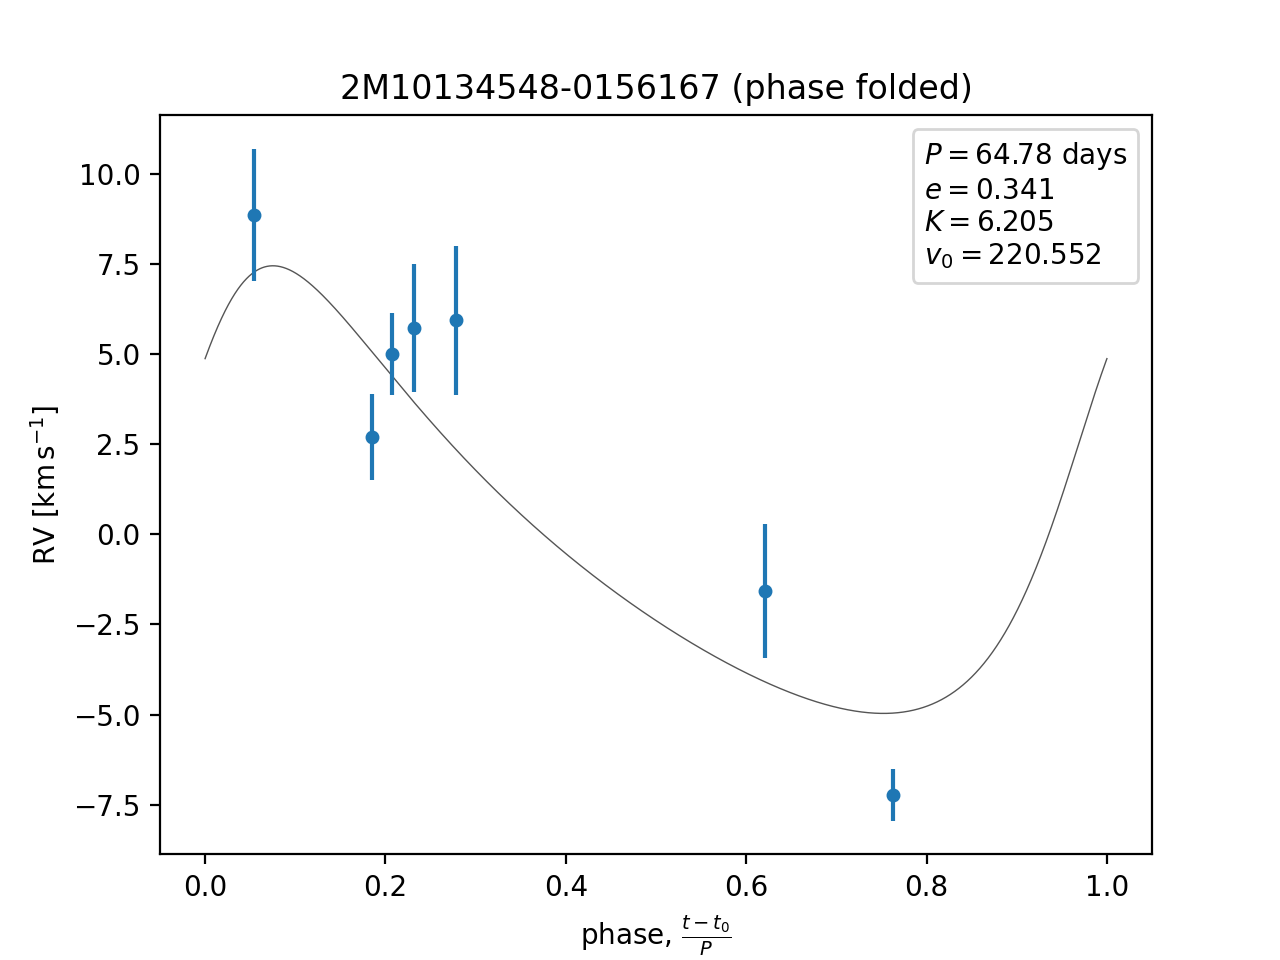 2M10134548-0156167 (phase folded)
P = 64.78 days
e = 0.341
K = 6.205
v₀ = 220.552
10.0
7.5
5.0
2.5
0.0
−2.5
−5.0
−7.5
RV [km s⁻¹]
0.0 0.2 0.4 0.6 0.8 1.0
phase, (t − t₀)/P